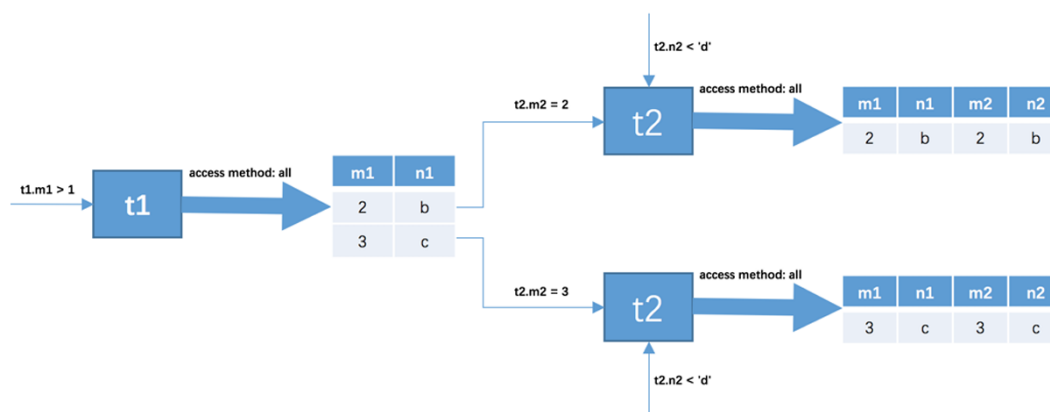 t2.n2 < 'd'
access method: all
t2.m2 = 2
t2
m1 n1 m2 n2
2 b 2 b
t1.m1 > 1
t1
access method: all
m1 n1
2 b
3 c
t2.m2 = 3
t2
access method: all
m1 n1 m2 n2
3 c 3 c
t2.n2 < 'd'